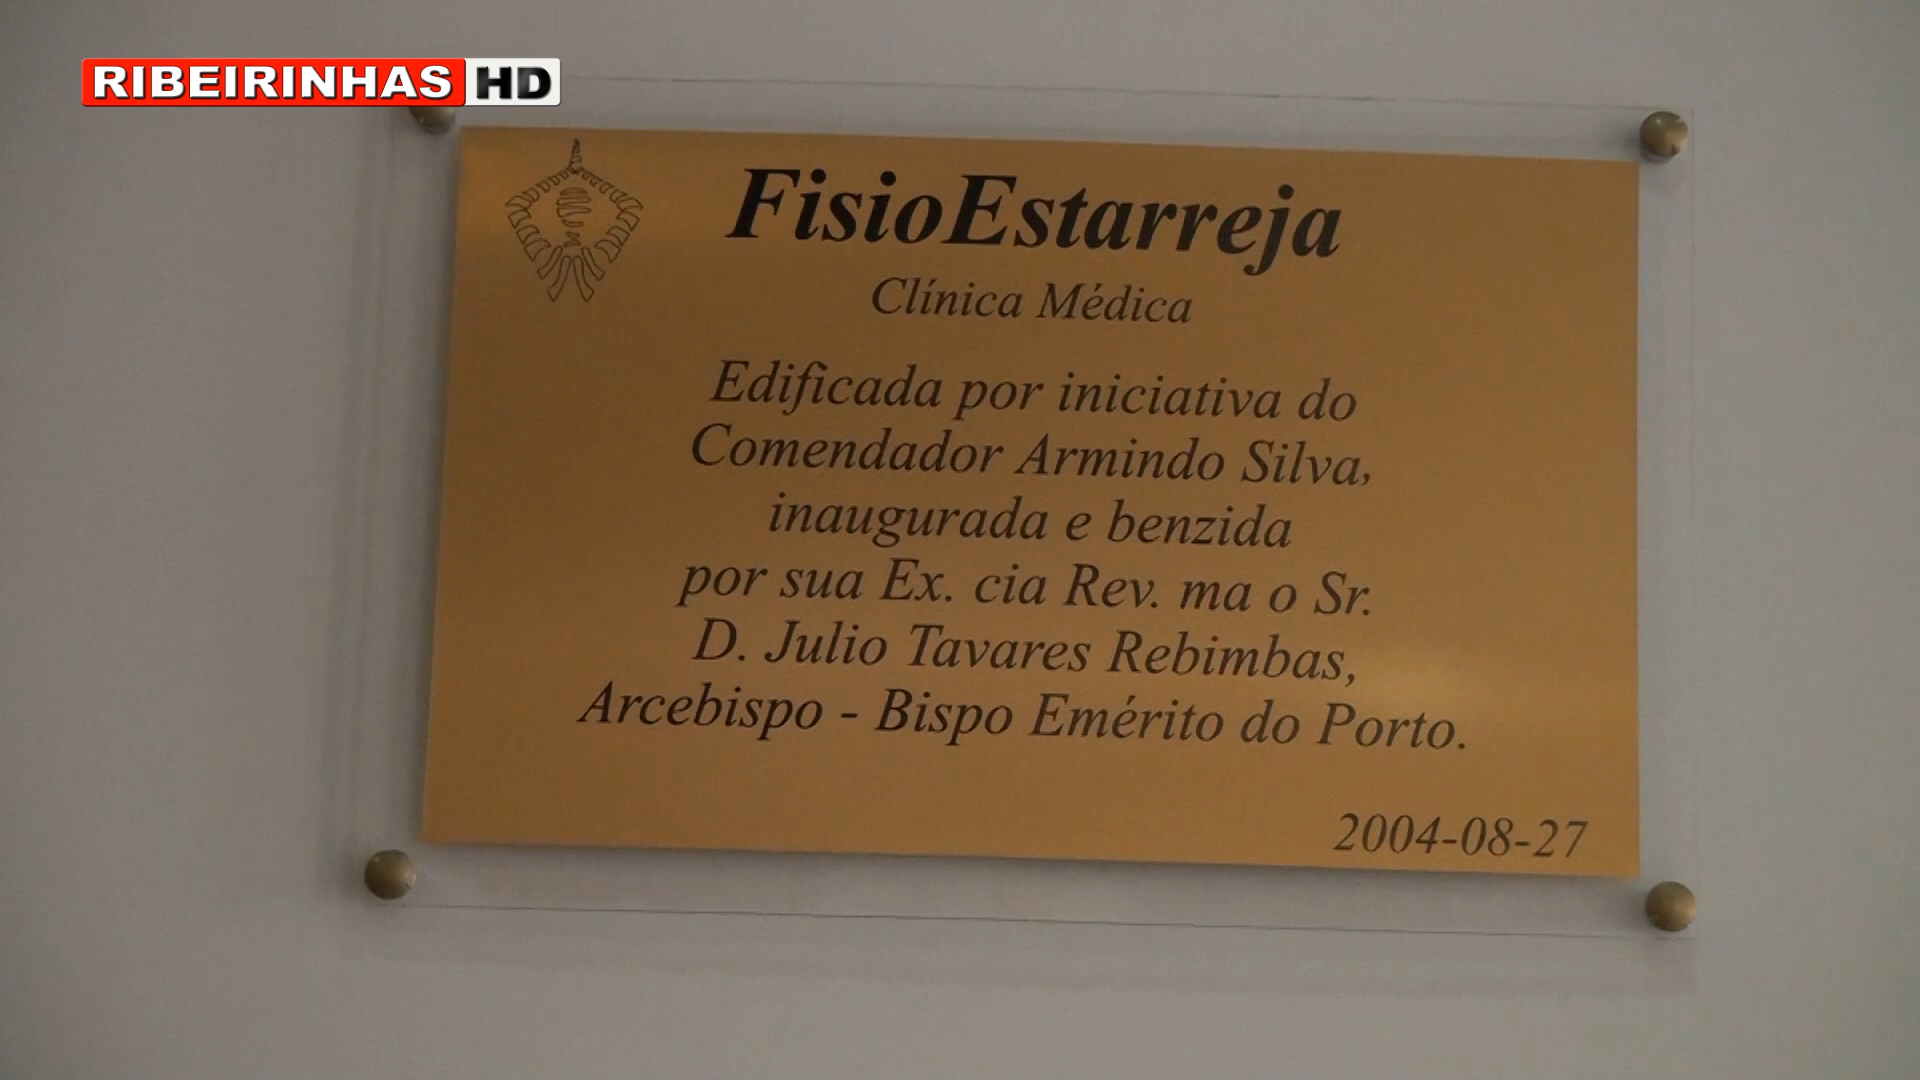 RIBEIRINHAS HD
FisioEstarreja
Clínica Médica
Edificada por iniciativa do
Comendador Armindo Silva,
inaugurada e benzida
por sua Ex. cia Rev. ma o Sr.
D. Julio Tavares Rebimbas,
Arcebispo - Bispo Emérito do Porto.
2004-08-27